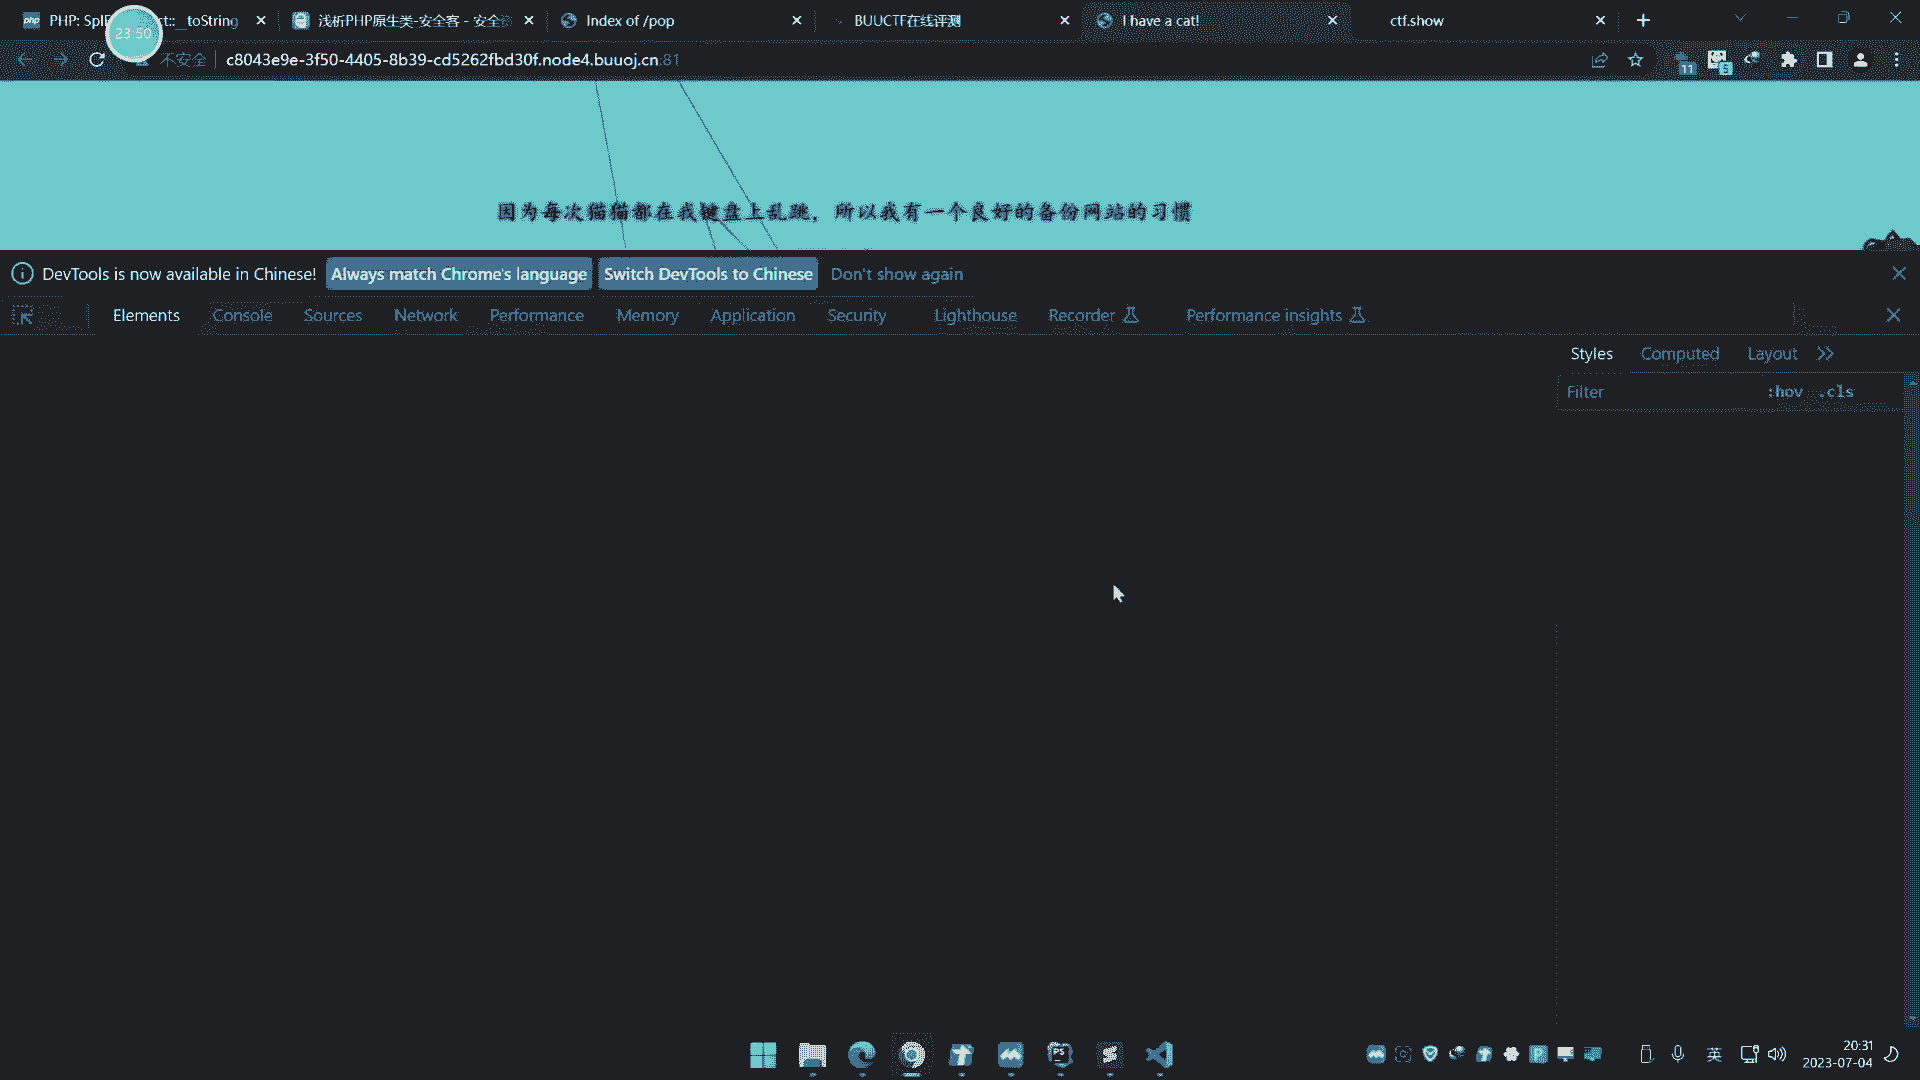 PHP: SplF
ct::__toString
23:50
浅析PHP原生类-安全客 - 安全资
Index of /pop
BUUCTF在线评测
I have a cat!
ctf.show
不安全
c8043e9e-3f50-4405-8b39-cd5262fbd30f.node4.buuoj.cn:81
11
5
因为每次猫猫都在我键盘上乱跳，所以我有一个良好的备份网站的习惯
DevTools is now available in Chinese!
Always match Chrome's language
Switch DevTools to Chinese
Don't show again
Elements
Console
Sources
Network
Performance
Memory
Application
Security
Lighthouse
Recorder
Performance insights
Styles
Computed
Layout
Filter
:hov
.cls
英
20:31
2023-07-04